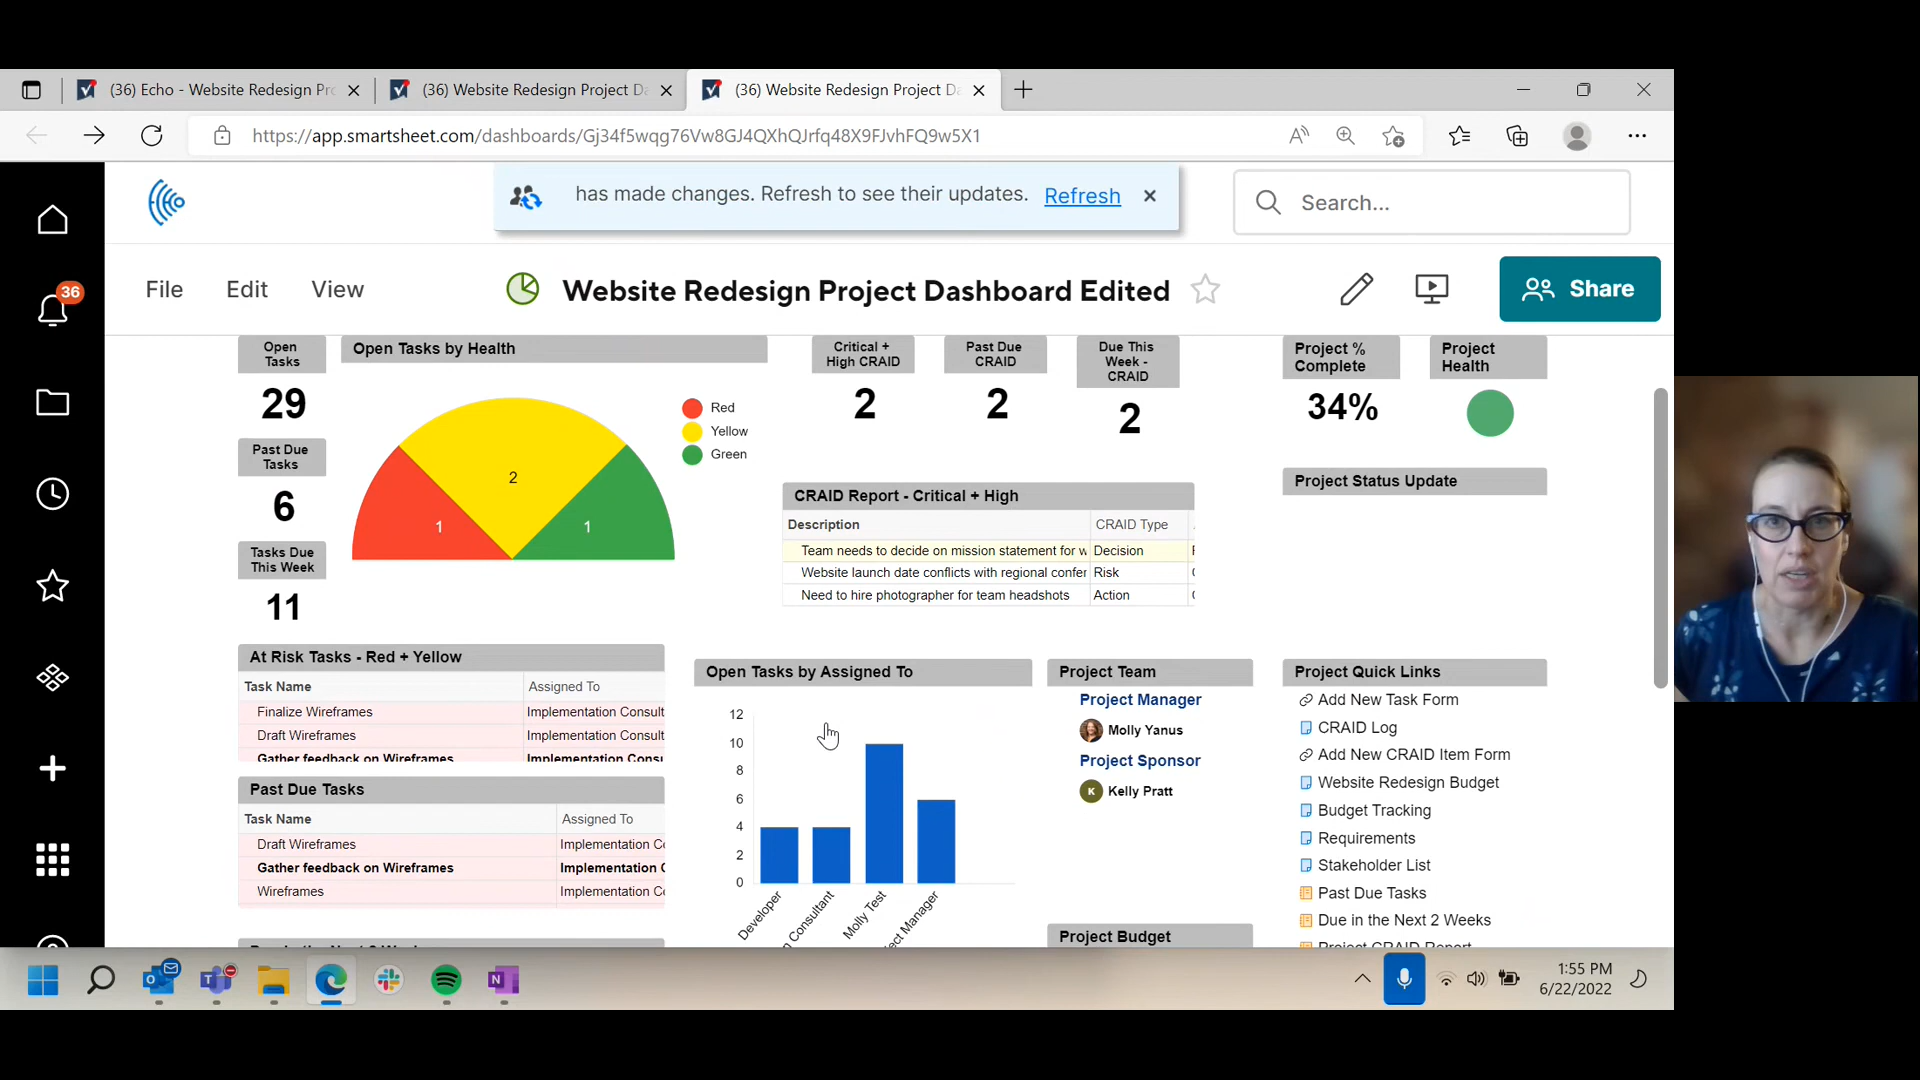 (36) Echo - Website Redesign Pr
(36) Website Redesign Project D
(36) Website Redesign Project Da
https://app.smartsheet.com/dashboards/Gj34f5wqg76Vw8GJ4QXhQJrfq48X9FJvhFQ9w5X1
has made changes. Refresh to see their updates. Refresh
Search...
36
File Edit View
Website Redesign Project Dashboard Edited
Share
Open
Tasks
29
Past Due
Tasks
6
Tasks Due
This Week
11
Open Tasks by Health
1
2
1
Red
Yellow
Green
Critical +
High CRAID
2
Past Due
CRAID
2
Due This
Week -
CRAID
2
Project %
Complete
34%
Project
Health
Project Status Update
CRAID Report - Critical + High
Description CRAID Type
Team needs to decide on mission statement for w Decision
Website launch date conflicts with regional confer Risk
Need to hire photographer for team headshots Action
At Risk Tasks - Red + Yellow
Task Name Assigned To
Finalize Wireframes Implementation Consult
Draft Wireframes Implementation Consult
Gather feedback on Wireframes Implementation Consu
Past Due Tasks
Task Name Assigned To
Draft Wireframes Implementation Co
Gather feedback on Wireframes Implementation C
Wireframes Implementation Co
Open Tasks by Assigned To
12
10
8
6
4
2
0
Developer
n Consultant
Molly Test
ect Manager
Project Team
Project Manager
Molly Yanus
Project Sponsor
K Kelly Pratt
Project Budget
Project Quick Links
Add New Task Form
CRAID Log
Add New CRAID Item Form
Website Redesign Budget
Budget Tracking
Requirements
Stakeholder List
Past Due Tasks
Due in the Next 2 Weeks
Project CRAID Report
1:55 PM
6/22/2022